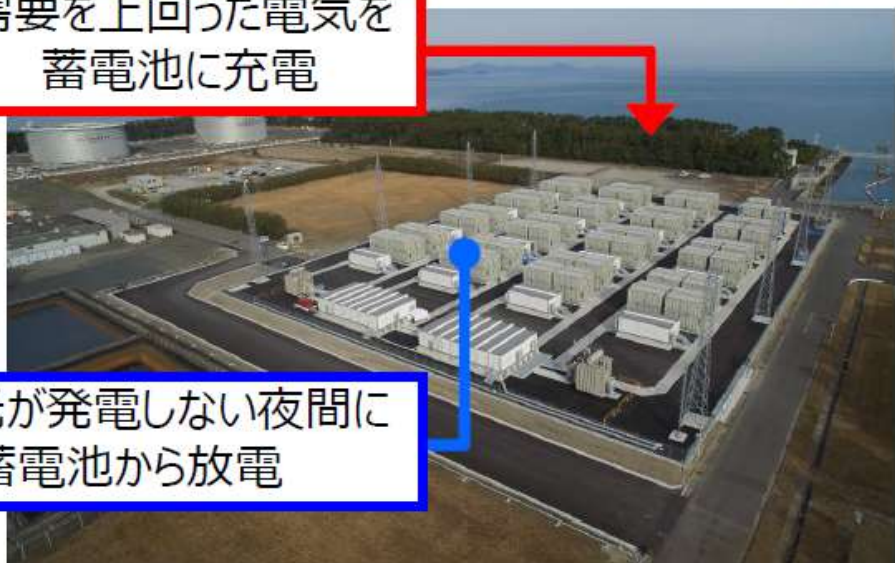 需要を上回った電気を
蓄電池に充電
が発電しない夜間に
蓄電池から放電